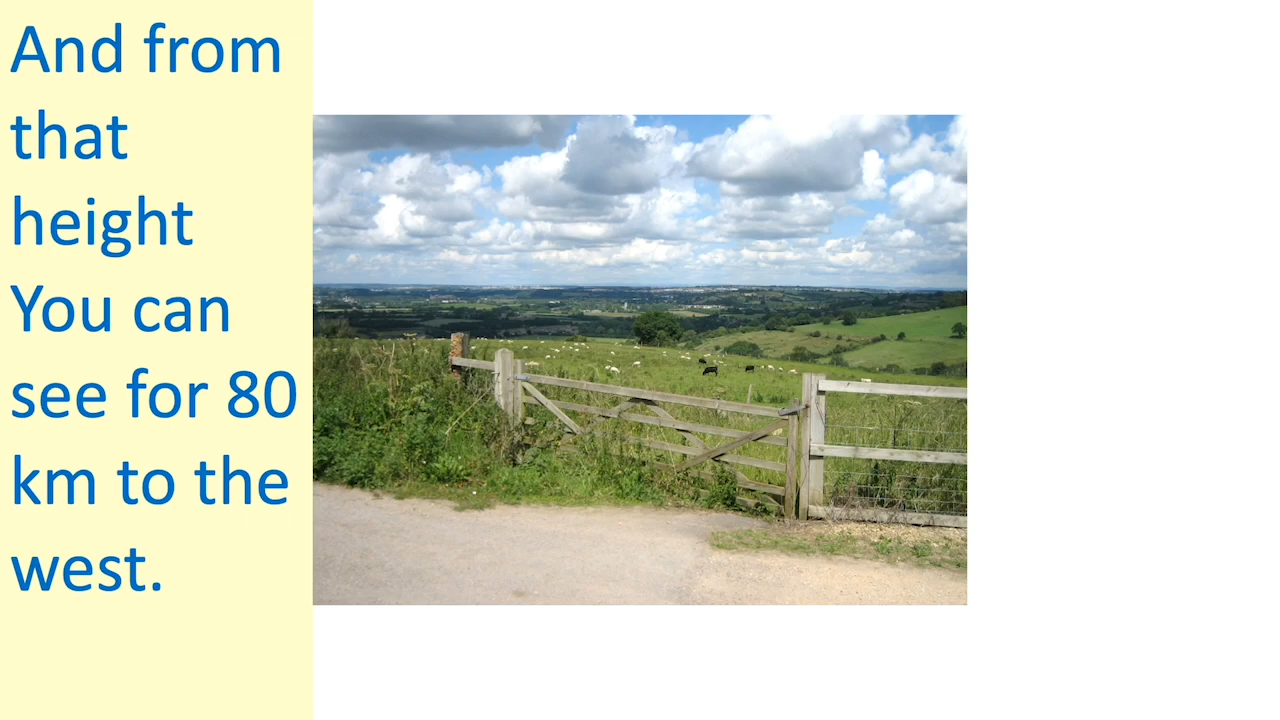 And from
that
height
You can
see for 80
km to the
west.